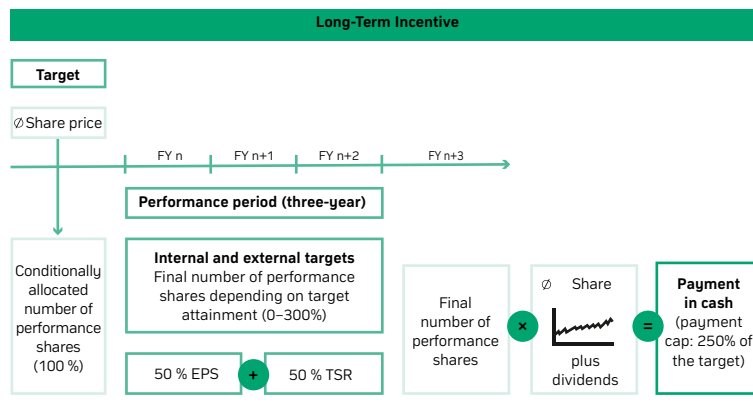 Long-Term Incentive
Target
Ø Share price
FY n
FY n+1
FY n+2
FY n+3
Performance period (three-year)
Conditionally
allocated
number of
performance
shares
(100 %)
Internal and external targets
Final number of performance
shares depending on target
attainment (0–300%)
50 % EPS
+
50 % TSR
Final
number of
performance
shares
×
Ø Share
plus
dividends
=
Payment
in cash
(payment
cap: 250% of
the target)